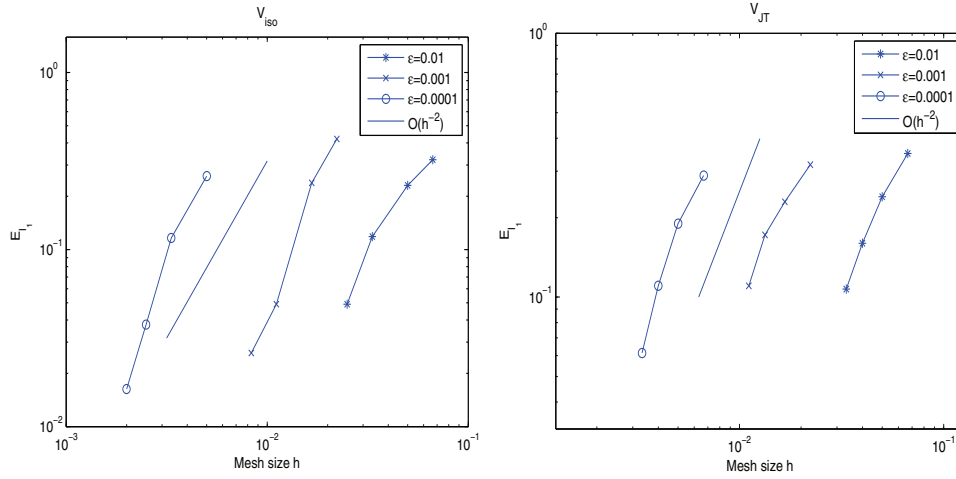 V_iso
10^0
10^-1
10^-2
E_l_1
ε=0.01
ε=0.001
ε=0.0001
O(h^-2)
10^-3
10^-2
10^-1
Mesh size h
V_JT
10^0
10^-1
E_l_1
ε=0.01
ε=0.001
ε=0.0001
O(h^-2)
10^-2
10^-1
Mesh size h